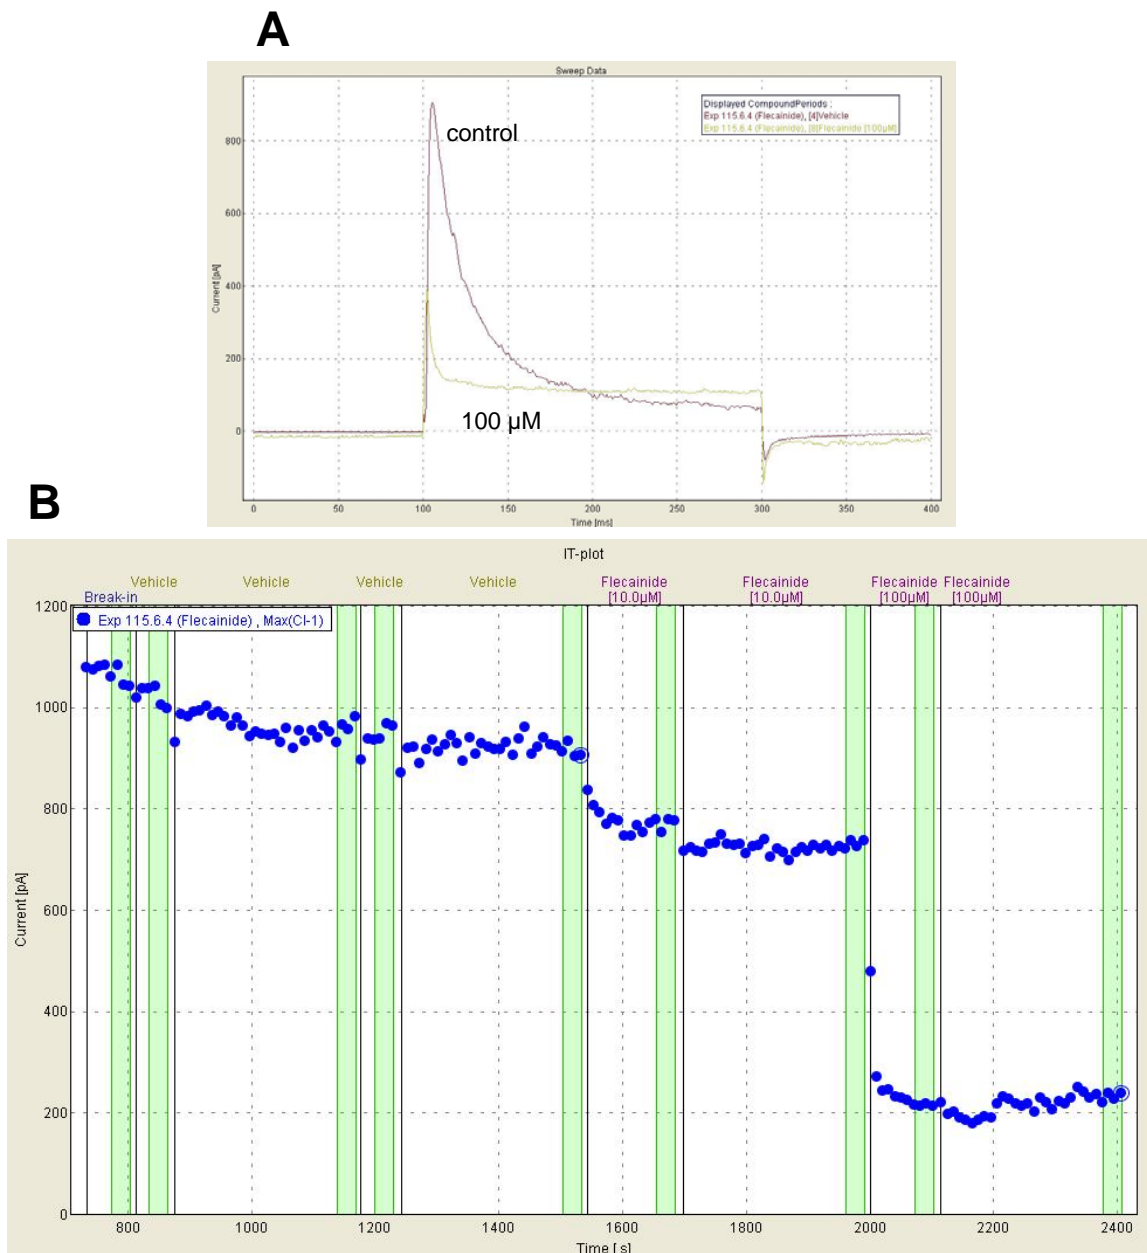 A
Sweep Data
Displayed CompoundPeriods :
Exp 115.6.4 (Flecainide), [4]Vehicle
Exp 115.6.4 (Flecainide), [8]Flecainide [100µM]
control
100 µM
800
600
400
200
0
Current [pA]
0 50 100 150 200 250 300 350 400
Time [ms]
B
IT-plot
Vehicle Vehicle Vehicle Vehicle Flecainide Flecainide Flecainide Flecainide
[10.0µM] [10.0µM] [100µM] [100µM]
Break-in
Exp 115.6.4 (Flecainide) , Max(CI-1)
1200
1000
800
600
400
200
0
Current [pA]
800 1000 1200 1400 1600 1800 2000 2200 2400
Time [ s]